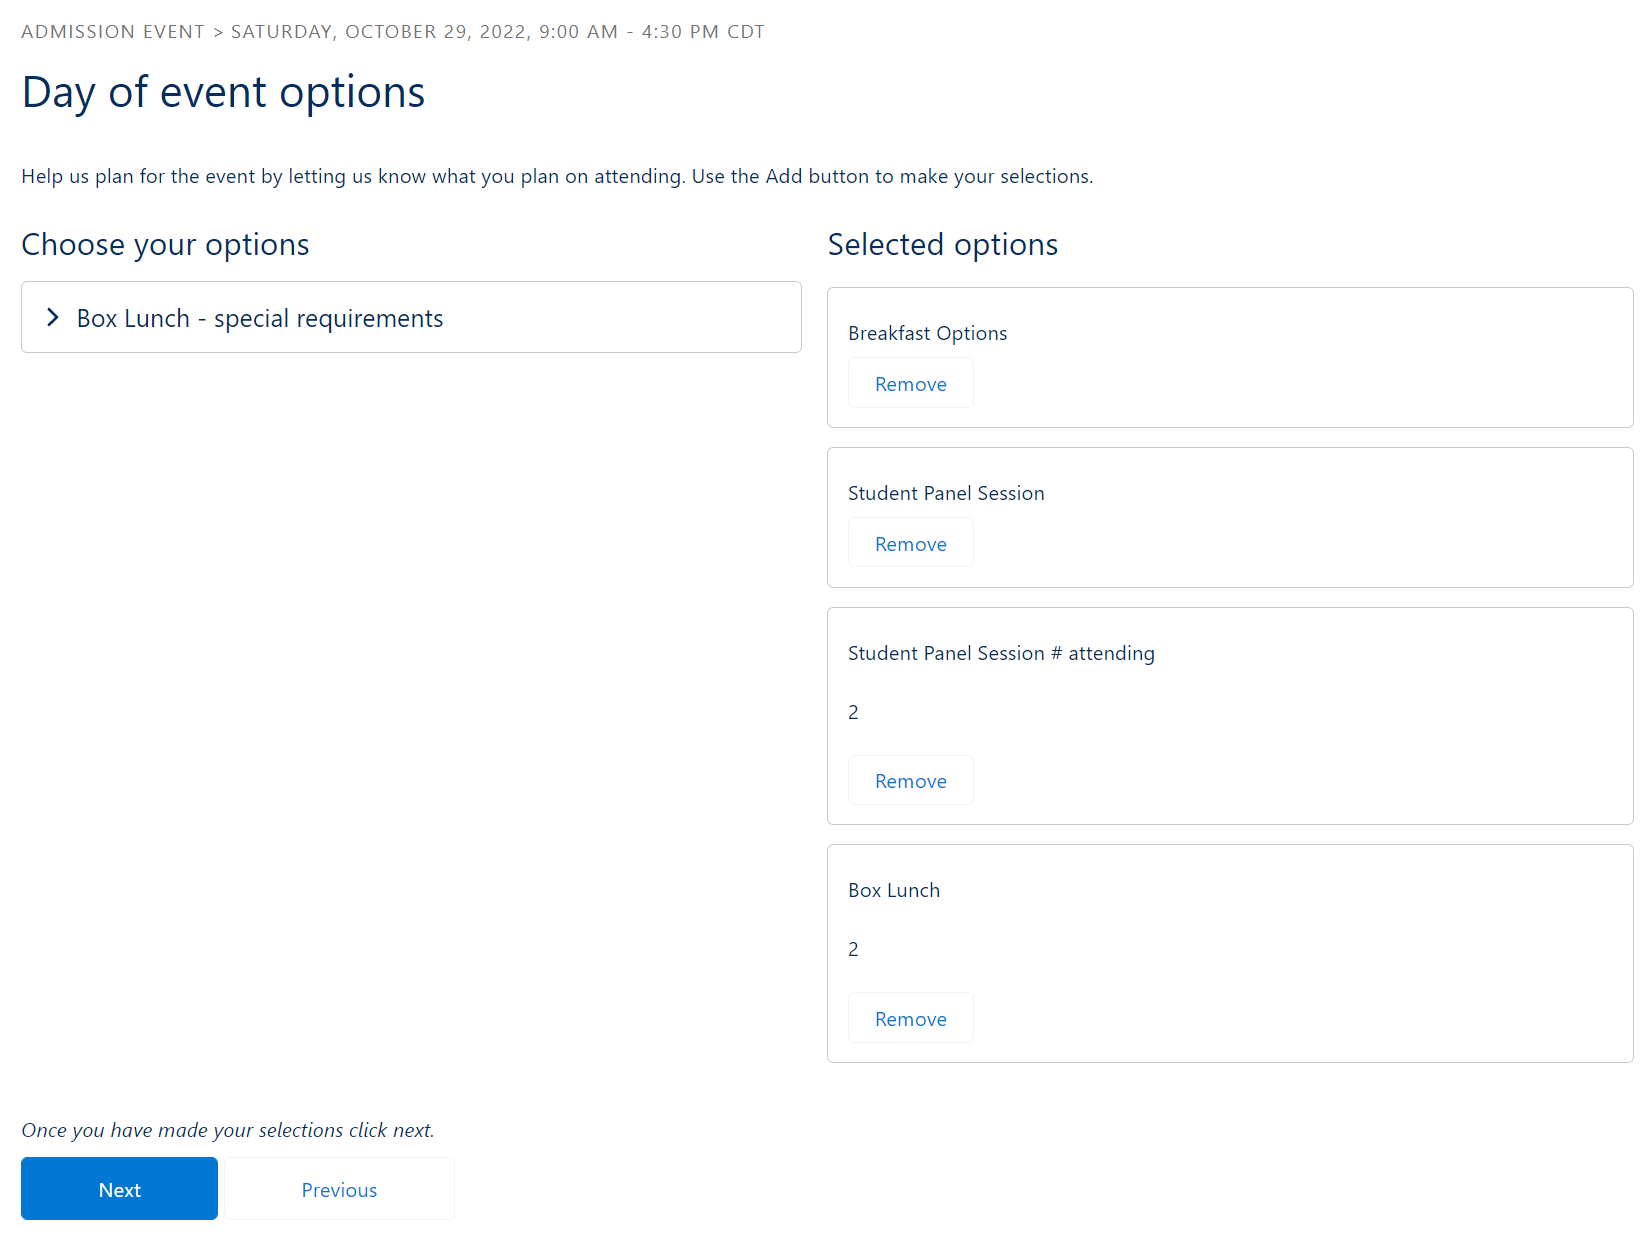 ADMISSION EVENT > SATURDAY, OCTOBER 29, 2022, 9:00 AM - 4:30 PM CDT
Day of event options
Help us plan for the event by letting us know what you plan on attending. Use the Add button to make your selections.
Choose your options
Box Lunch - special requirements
Selected options
Breakfast Options
Remove
Student Panel Session
Remove
Student Panel Session # attending
2
Remove
Box Lunch
2
Remove
Once you have made your selections click next.
Next
Previous